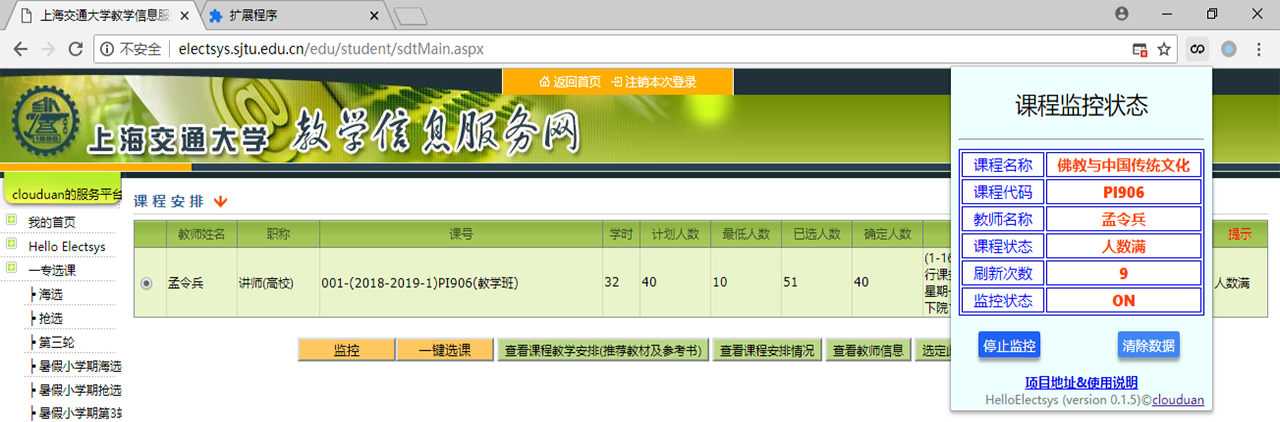 上海交通大学教学信息服
扩展程序
不安全 electsys.sjtu.edu.cn/edu/student/sdtMain.aspx
返回首页 注销本次登录
上海交通大学 教学信息服务网
clouduan的服务平台
我的首页
Hello Electsys
一专选课
海选
抢选
第三轮
暑假小学期海选
暑假小学期抢选
暑假小学期第3轮
课程安排
教师姓名 职称 课号 学时 计划人数 最低人数 已选人数 确定人数 提示
孟令兵 讲师(高校) 001-(2018-2019-1)PI906(教学班) 32 40 10 51 40 人数满
(1-16
星期一
监控 一键选课 查看课程教学安排(推荐教材及参考书) 查看课程安排情况 查看教师信息 选定此
课程监控状态
课程名称 佛教与中国传统文化
课程代码 PI906
教师名称 孟令兵
课程状态 人数满
刷新次数 9
监控状态 ON
停止监控 清除数据
项目地址&使用说明
HelloElectsys (version 0.1.5)©clouduan